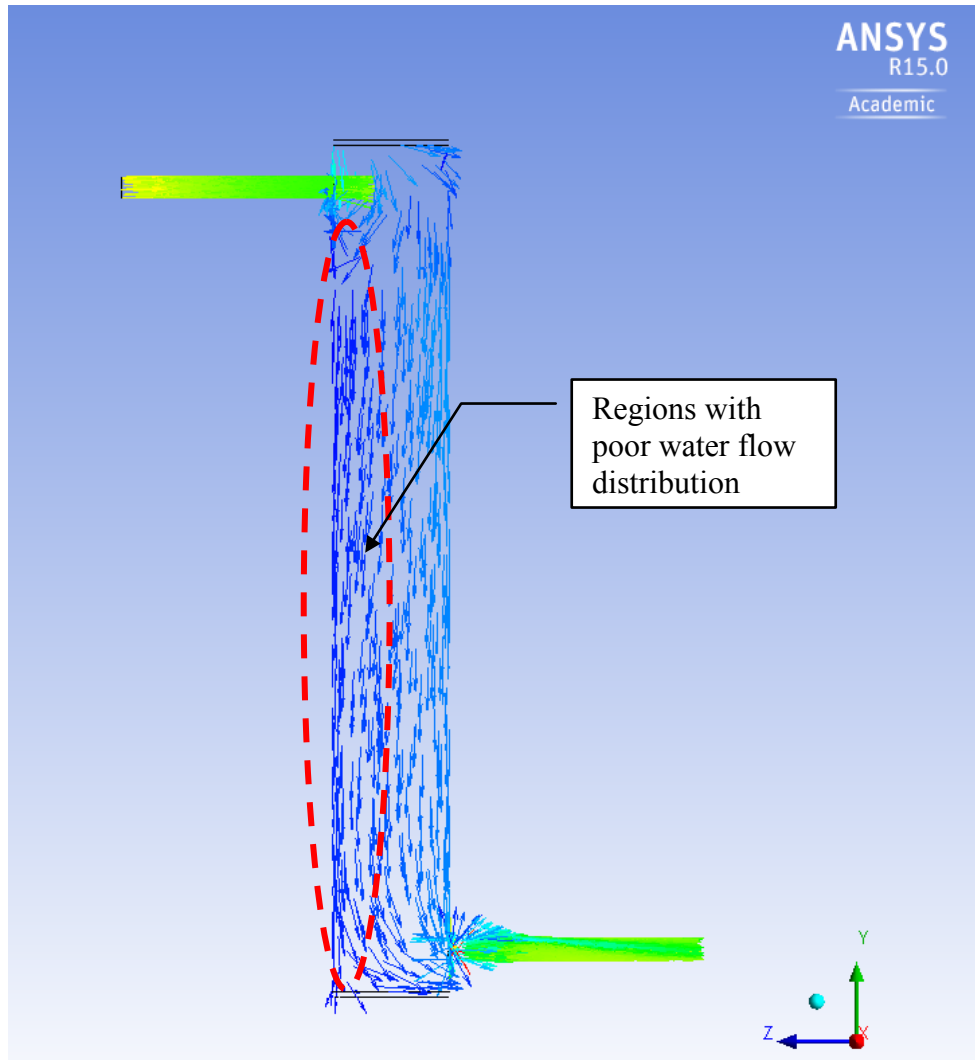 ANSYS
R15.0
Academic
Regions with
poor water flow
distribution
Y
Z
X